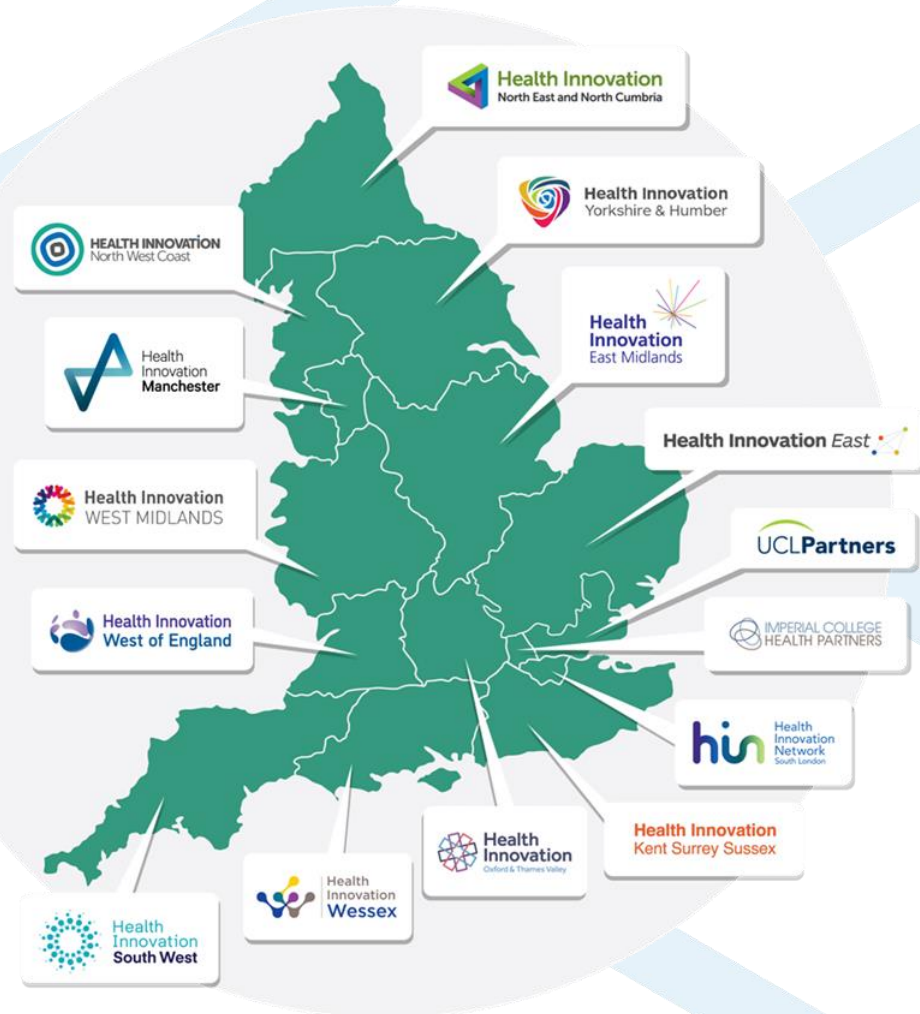 Health Innovation
North East and North Cumbria
Health Innovation
Yorkshire & Humber
HEALTH INNOVATION
North West Coast
Health
Innovation
East Midlands
Health
Innovation
Manchester
Health Innovation East
Health Innovation
WEST MIDLANDS
UCLPartners
Health Innovation
West of England
IMPERIAL COLLEGE
HEALTH PARTNERS
hin
Health
Innovation
Network
South London
Health Innovation
Kent Surrey Sussex
Health
Innovation
Oxford & Thames Valley
Health
Innovation
Wessex
Health
Innovation
South West